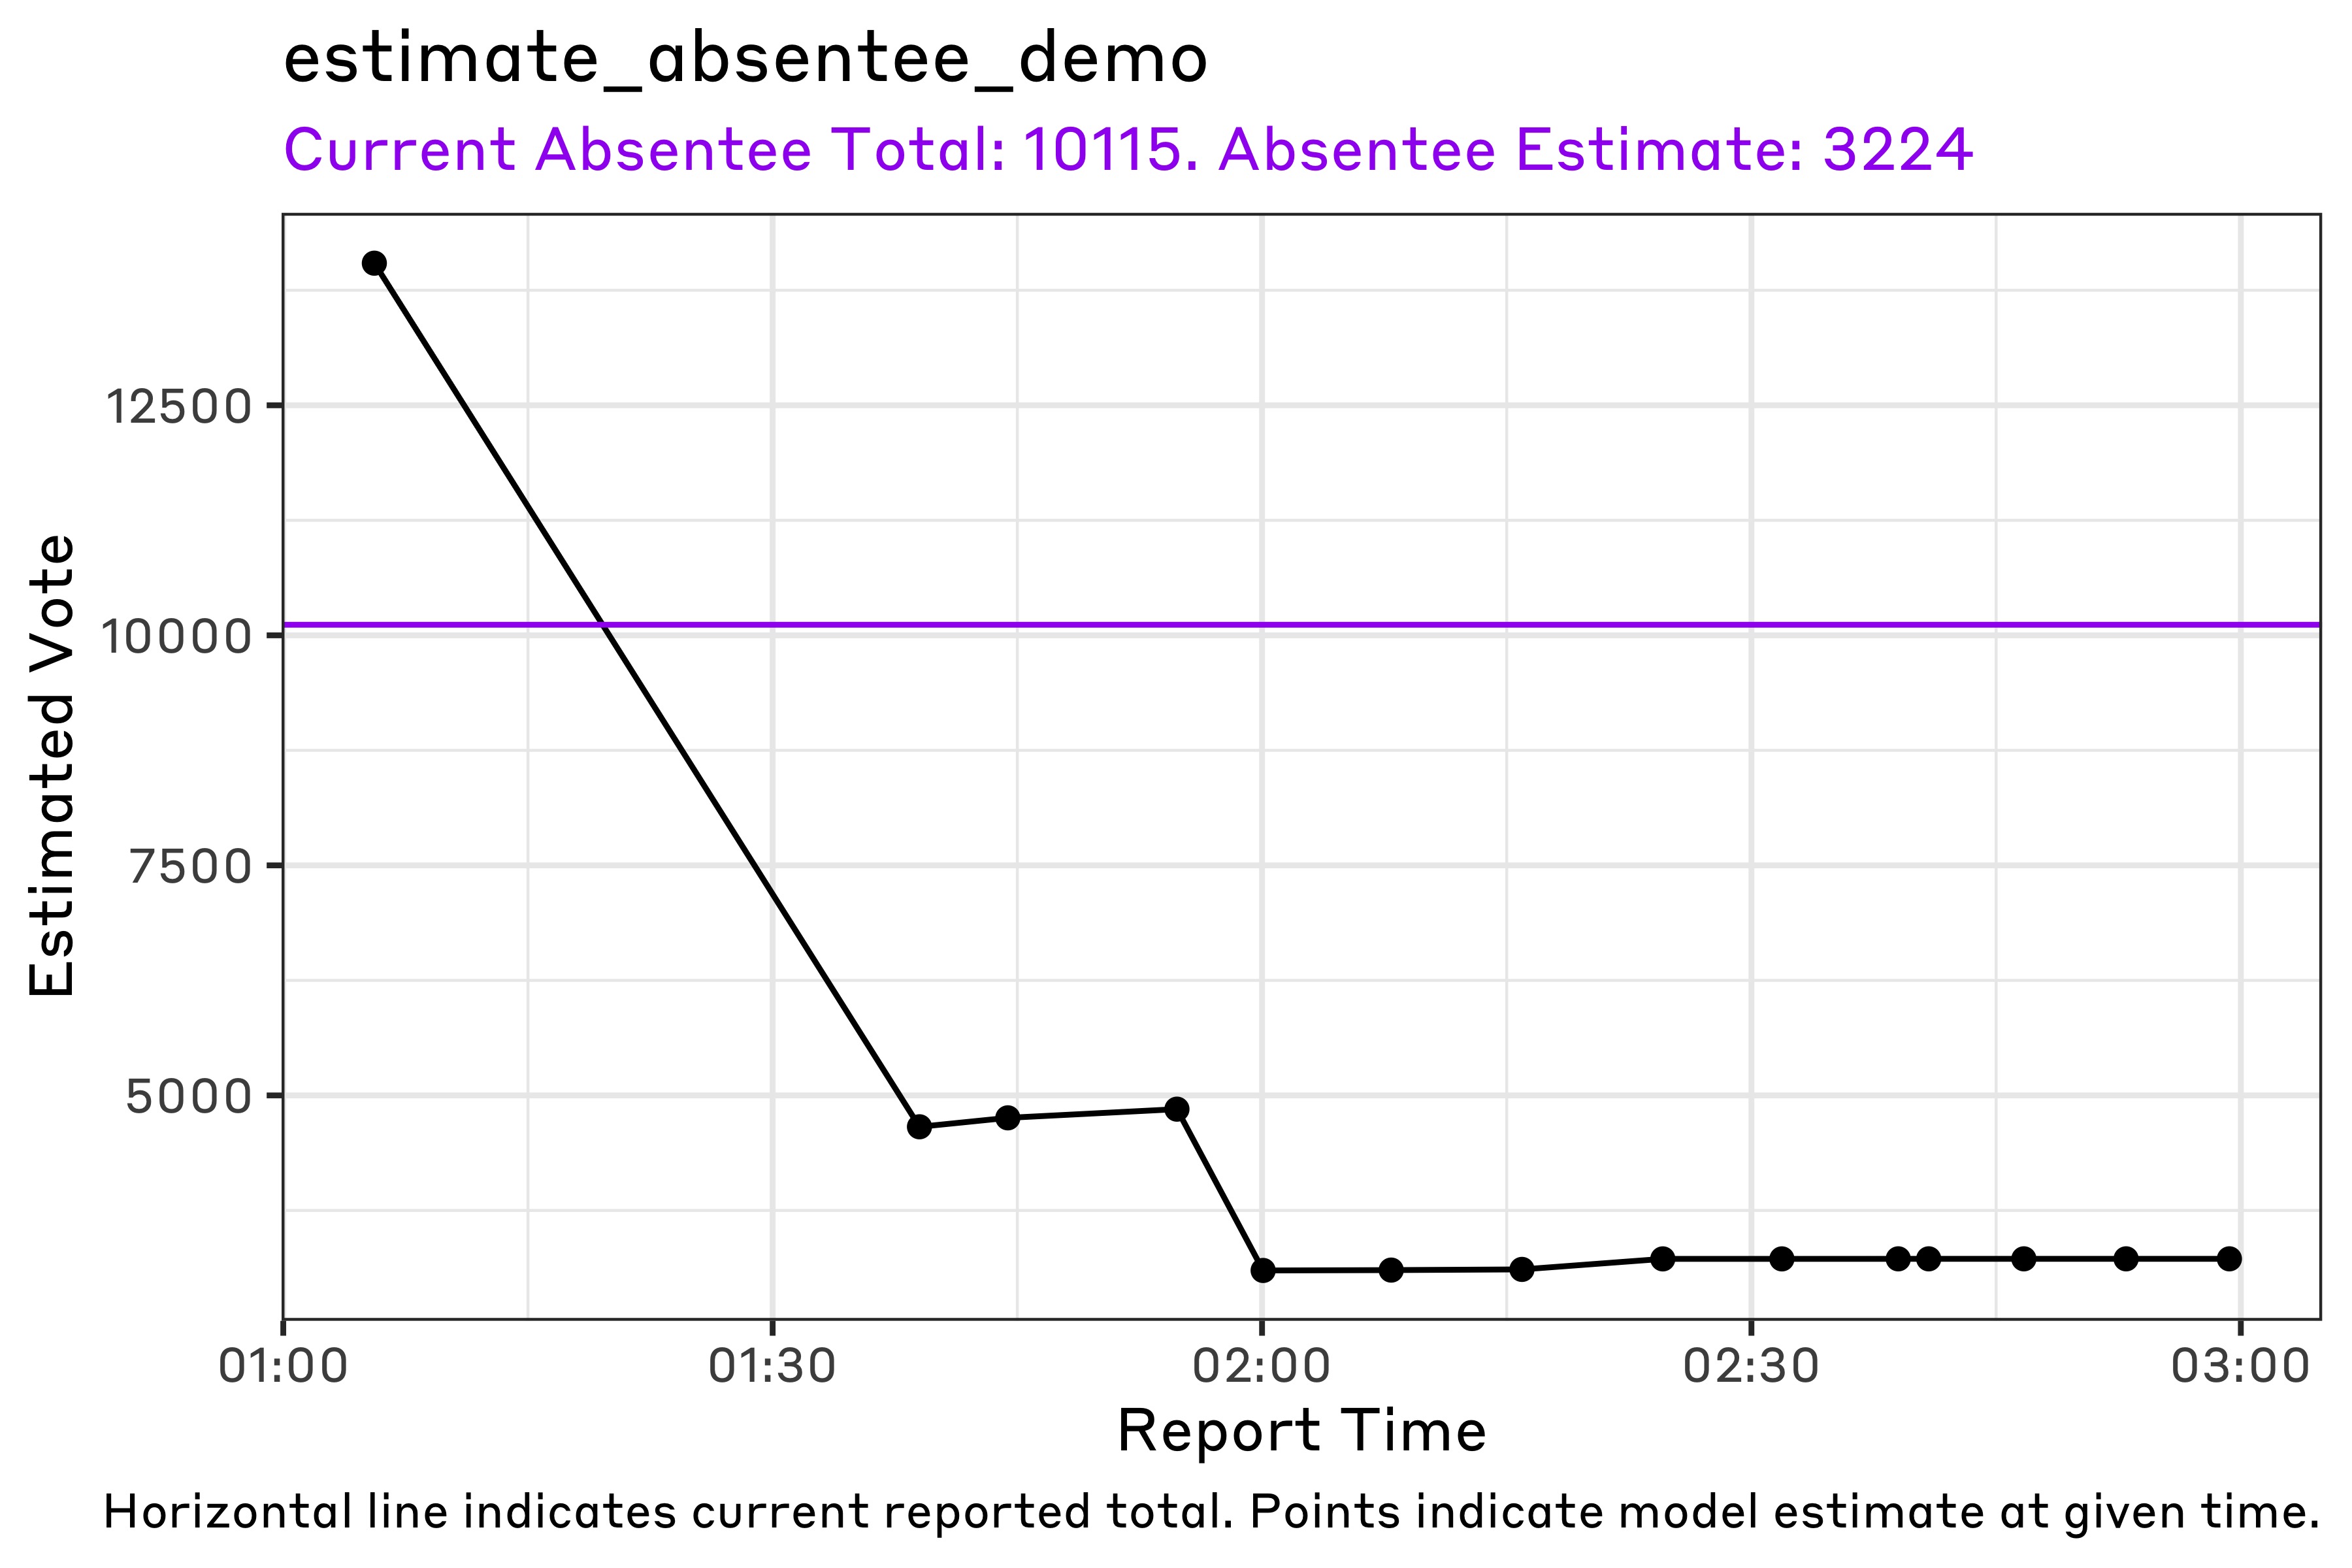 estimate_absentee_demo
Current Absentee Total: 10115. Absentee Estimate: 3224
Estimated Vote
12500
10000
7500
5000
01:00 01:30 02:00 02:30 03:00
Report Time
Horizontal line indicates current reported total. Points indicate model estimate at given time.